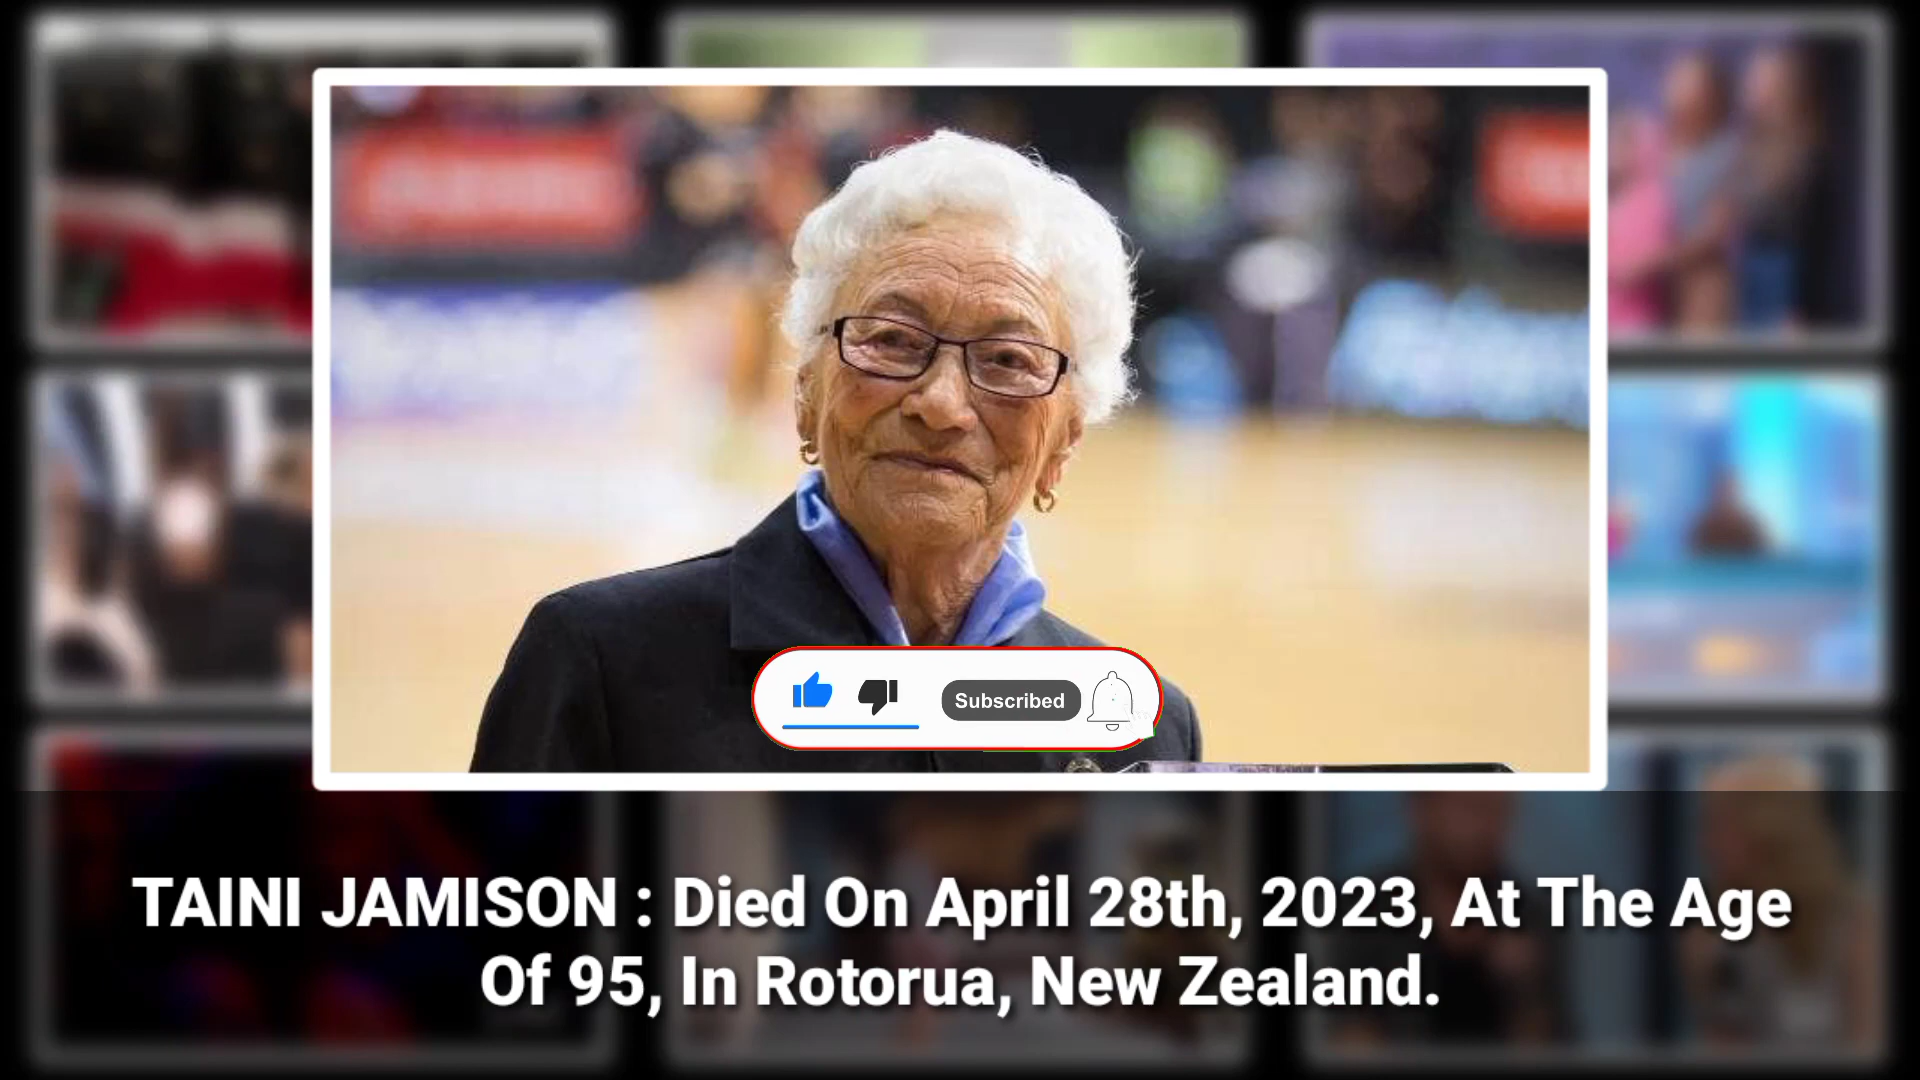 Subscribed
TAINI JAMISON : Died On April 28th, 2023, At The Age
Of 95, In Rotorua, New Zealand.